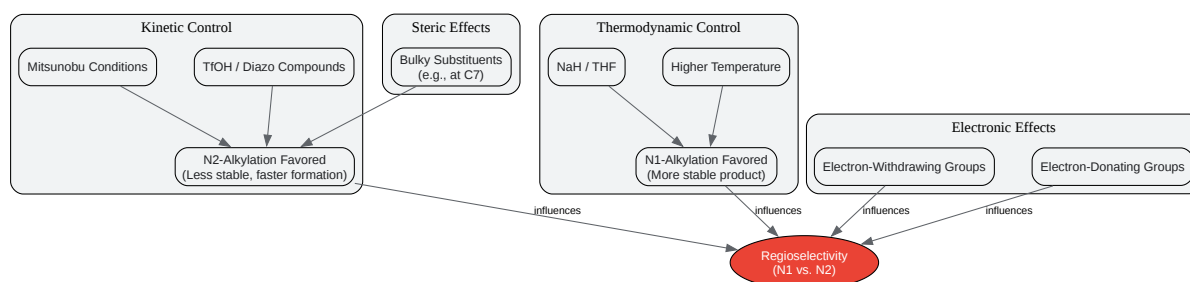 Kinetic Control
Steric Effects
Thermodynamic Control
Mitsunobu Conditions
TfOH / Diazo Compounds
Bulky Substituents
(e.g., at C7)
NaH / THF
Higher Temperature
Electronic Effects
N2-Alkylation Favored
(Less stable, faster formation)
N1-Alkylation Favored
(More stable product)
Electron-Withdrawing Groups
Electron-Donating Groups
influences
influences
influences
influences
Regioselectivity
(N1 vs. N2)